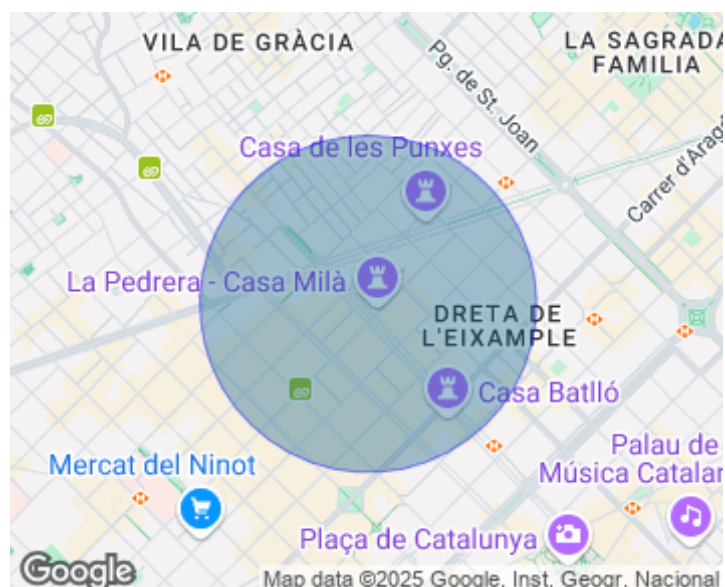 VILA DE GRÀCIA
LA SAGRADA
FAMILIA
Pg. de St. Joan
Casa de les Punxes
Carrer d'Aragó
La Pedrera - Casa Milà
DRETA DE
L'EIXAMPLE
Casa Batlló
Mercat del Ninot
Palau de
Música Catalan
Plaça de Catalunya
Google
Map data ©2025 Google, Inst. Geogr. Nacional